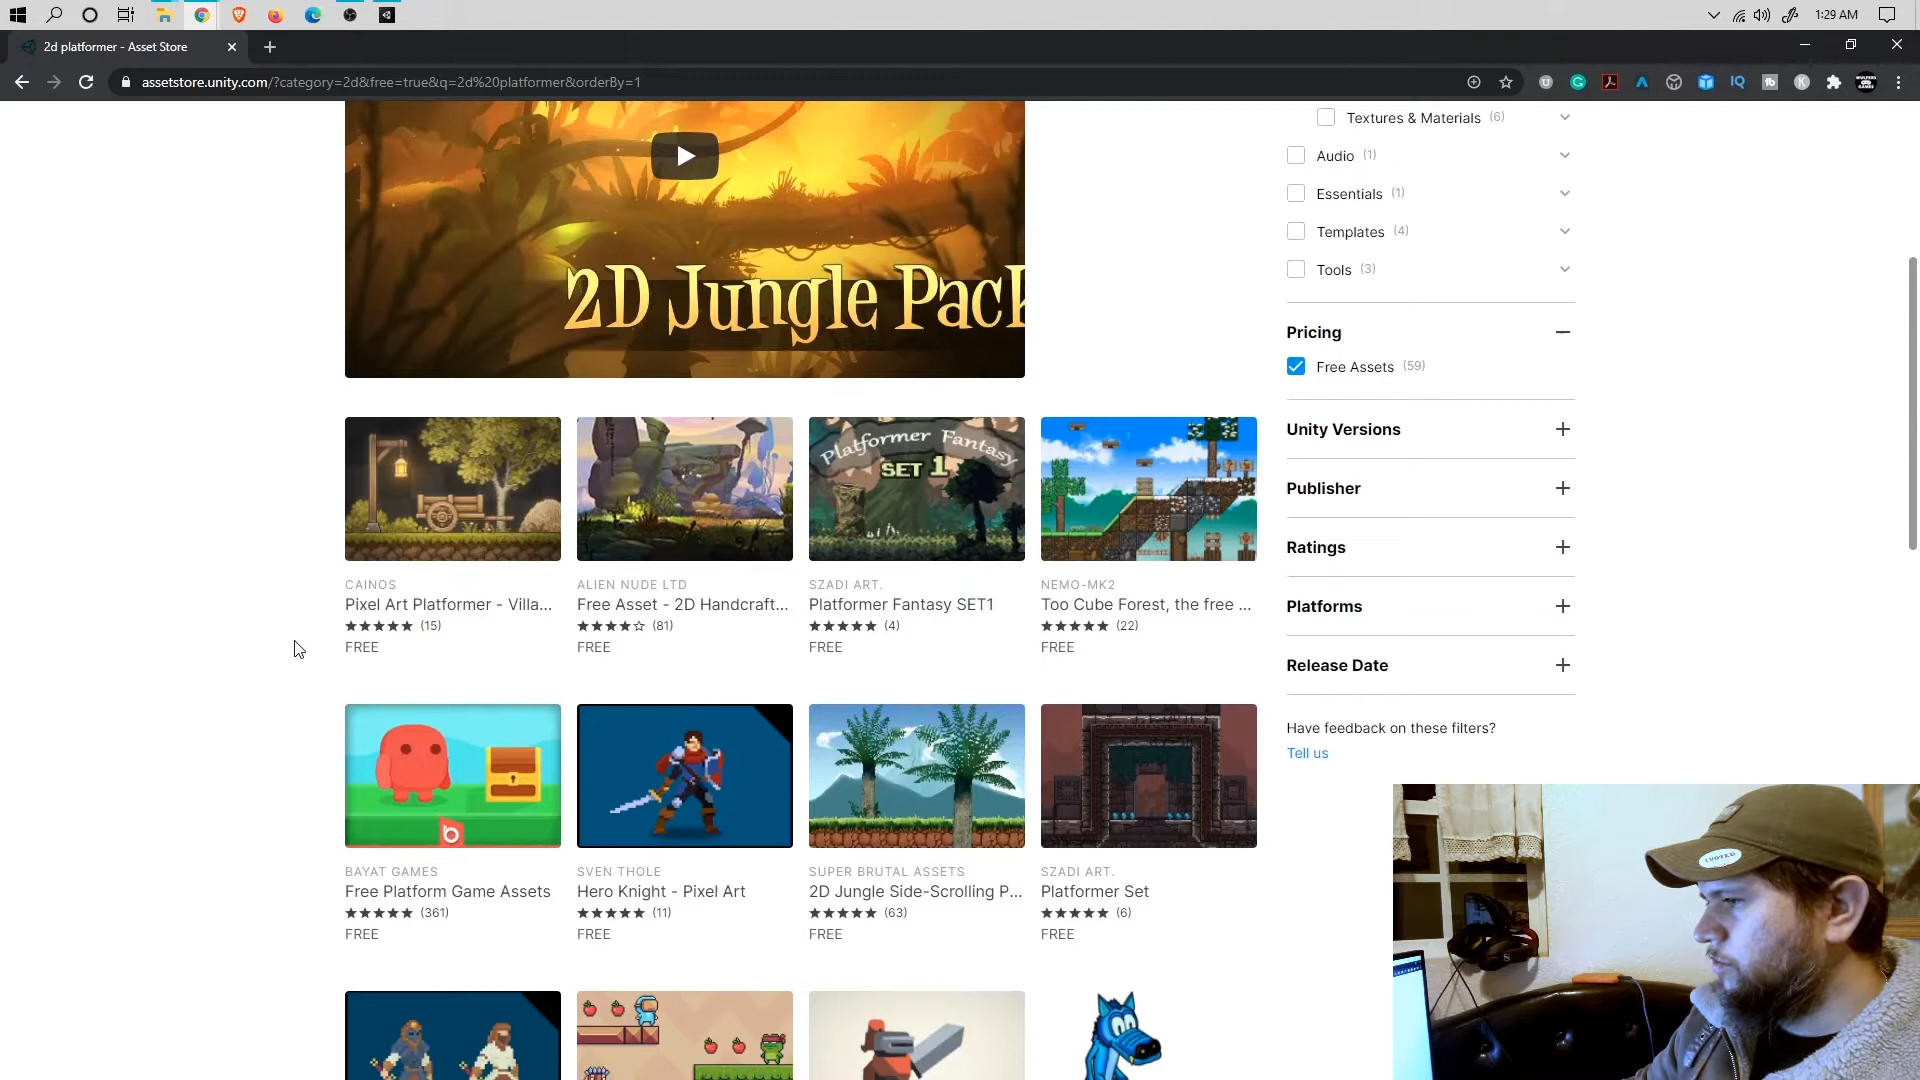 1:29 AM
2d platformer - Asset Store
assetstore.unity.com/?category=2d&free=true&q=2d%20platformer&orderBy=1
2D Jungle Pack
Textures & Materials (6)
Audio (1)
Essentials (1)
Templates (4)
Tools (3)
Pricing
Free Assets (59)
Unity Versions
Publisher
Ratings
Platforms
Release Date
Have feedback on these filters?
Tell us
Platformer Fantasy
SET 1
CAINOS
Pixel Art Platformer - Villa...
(15)
FREE
ALIEN NUDE LTD
Free Asset - 2D Handcraft...
(81)
FREE
SZADI ART.
Platformer Fantasy SET1
(4)
FREE
NEMO-MK2
Too Cube Forest, the free ...
(22)
FREE
b
BAYAT GAMES
Free Platform Game Assets
(361)
FREE
SVEN THOLE
Hero Knight - Pixel Art
(11)
FREE
SUPER BRUTAL ASSETS
2D Jungle Side-Scrolling P...
(63)
FREE
SZADI ART.
Platformer Set
(6)
FREE
I VOTED